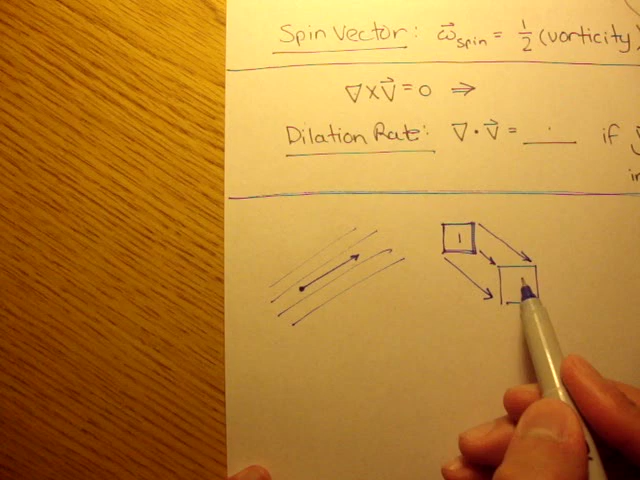 Spin Vector: ω⃗spin = 1/2 (vorticity)
∇ X V⃗ = 0 ⇒
Dilation Rate: ∇ · V⃗ = ___ if
1